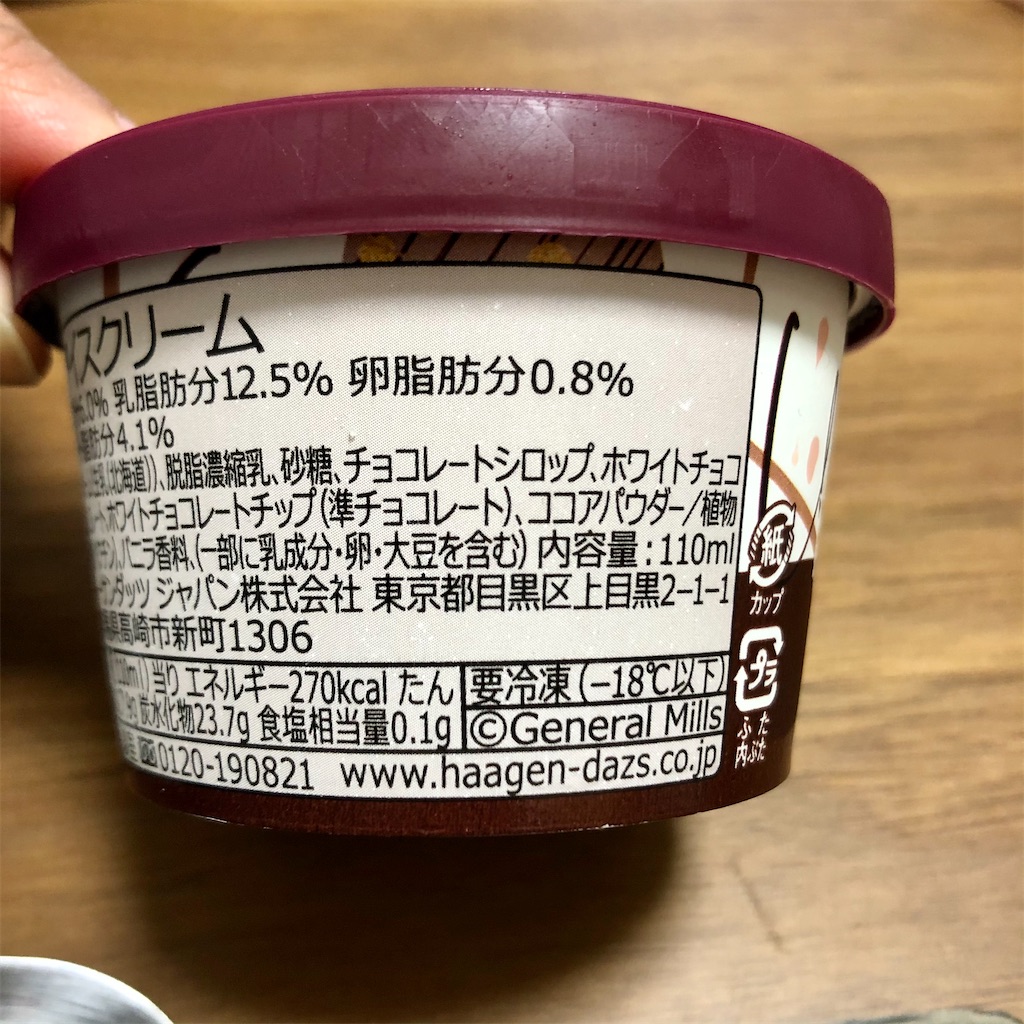 イスクリーム
乳脂肪分12.5% 卵脂肪分0.8%
脂肪分4.1%
(北海道))､脱脂濃縮乳､砂糖､チョコレートシロップ､ホワイトチョコ
ホワイトチョコレートチップ(準チョコレート)､ココアパウダー/植物
チン､バニラ香料､(一部に乳成分・卵・大豆を含む) 内容量:110ml
ゲンダッツ ジャパン株式会社 東京都目黒区上目黒2-1-1
県高崎市新町1306
当り エネルギー270kcal たん
炭水化物23.7g 食塩相当量0.1g
要冷凍(-18℃以下)
©General Mills
0120-190821 www.haagen-dazs.co.jp
紙
カップ
プラ
ふた
内ぶた